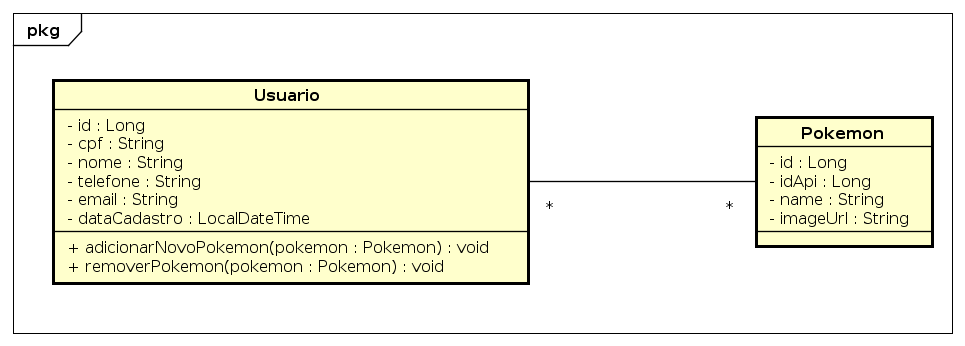 pkg
Usuario
- id : Long
- cpf : String
- nome : String
- telefone : String
- email : String
- dataCadastro : LocalDateTime
+ adicionarNovoPokemon(pokemon : Pokemon) : void
+ removerPokemon(pokemon : Pokemon) : void
* *
Pokemon
- id : Long
- idApi : Long
- name : String
- imageUrl : String